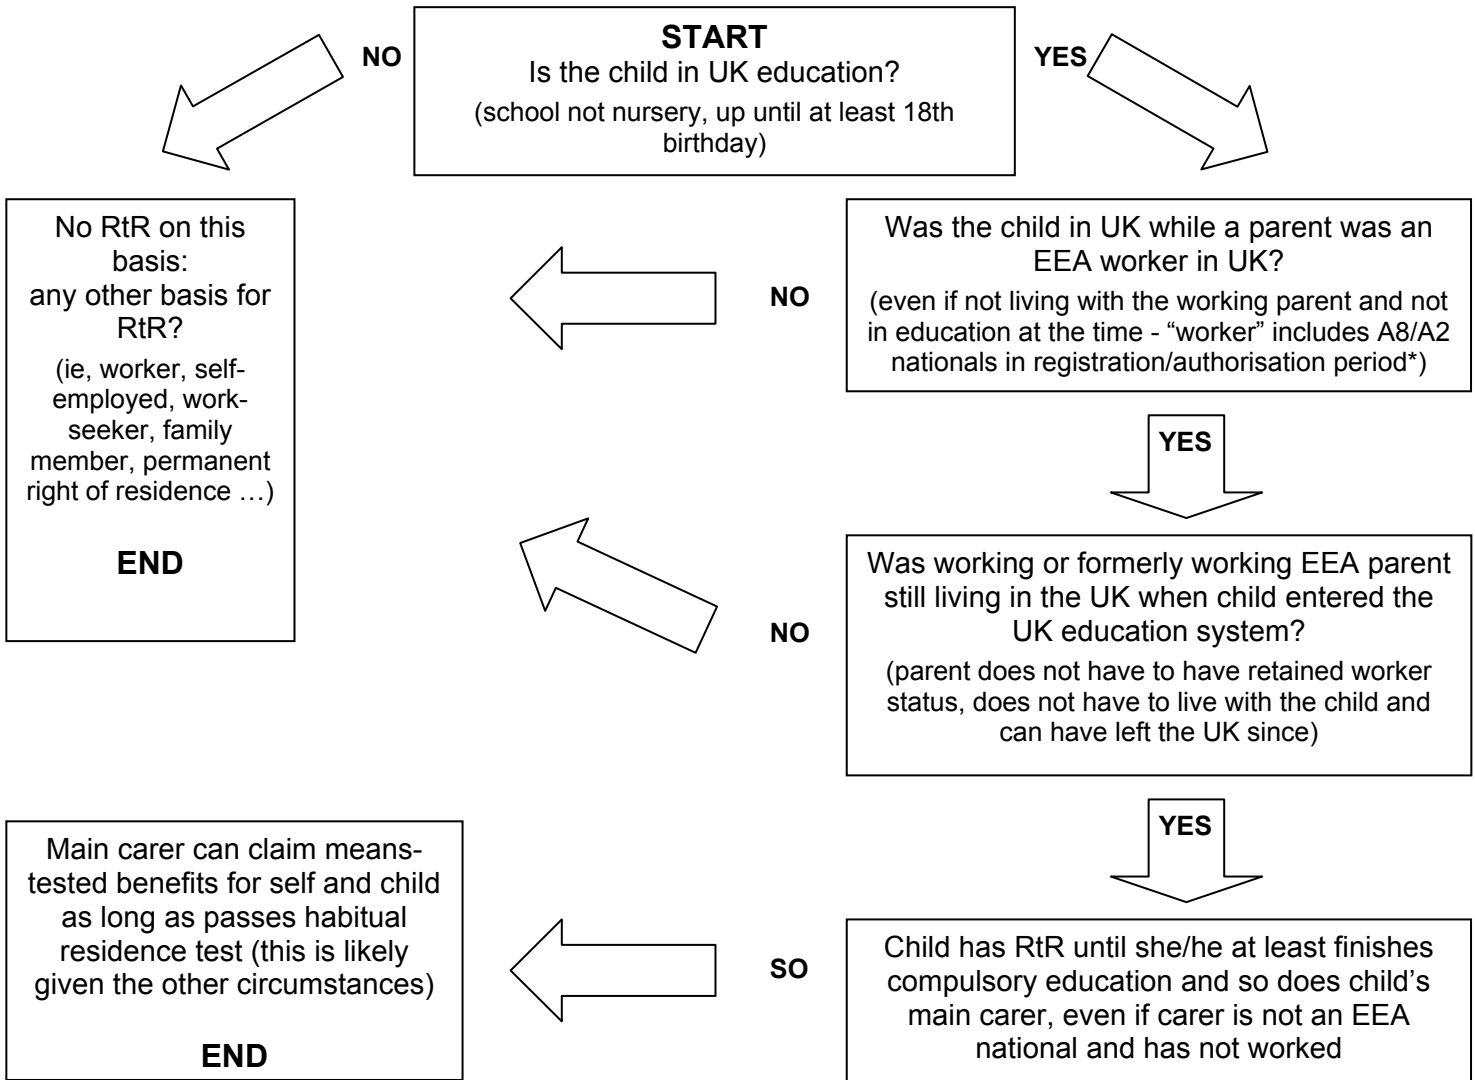 START
Is the child in UK education?
(school not nursery, up until at least 18th
birthday)
NO
YES
No RtR on this
basis:
any other basis for
RtR?
(ie, worker, self-
employed, work-
seeker, family
member, permanent
right of residence …)
END
NO
Was the child in UK while a parent was an
EEA worker in UK?
(even if not living with the working parent and not
in education at the time - “worker” includes A8/A2
nationals in registration/authorisation period*)
YES
NO
Was working or formerly working EEA parent
still living in the UK when child entered the
UK education system?
(parent does not have to have retained worker
status, does not have to live with the child and
can have left the UK since)
YES
Main carer can claim means-
tested benefits for self and child
as long as passes habitual
residence test (this is likely
given the other circumstances)
END
SO
Child has RtR until she/he at least finishes
compulsory education and so does child’s
main carer, even if carer is not an EEA
national and has not worked